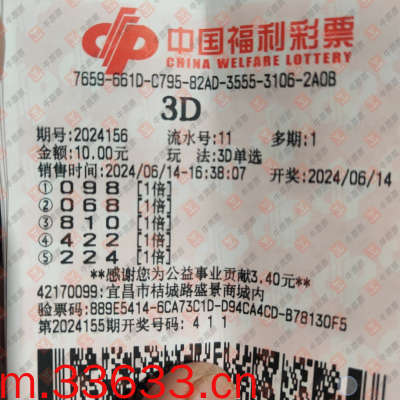 中国福利彩票
CHINA WELFARE LOTTERY
7659-661D-C795-82AD-3555-3106-2A0B
3D
期号:2024156 流水号:11 多期:1
金额:10.00元 玩 法:3D单选
销售时间:2024/06/14-16:38:07 开奖:2024/06/14
①098 [1倍]
②068 [1倍]
③810 [1倍]
④422 [1倍]
⑤224 [1倍]
**感谢您为公益事业贡献3.40元**
42170099:宜昌市桔城路盛景商城内
验票码:889E5414-6CA73C1D-D94CA4CD-878130F5
第2024155期开奖号码:4 1 1
m.33633.cn